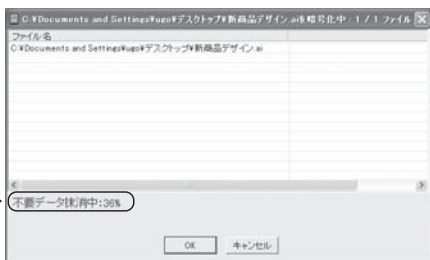 C:¥Documents and Settings¥ugo¥デスクトップ¥新商品デザイン.aiを暗号化中：1 / 1 ファイル
ファイル名
C:¥Documents and Settings¥ugo¥デスクトップ¥新商品デザイン.ai
不要データ抹消中:36%
OK
キャンセル